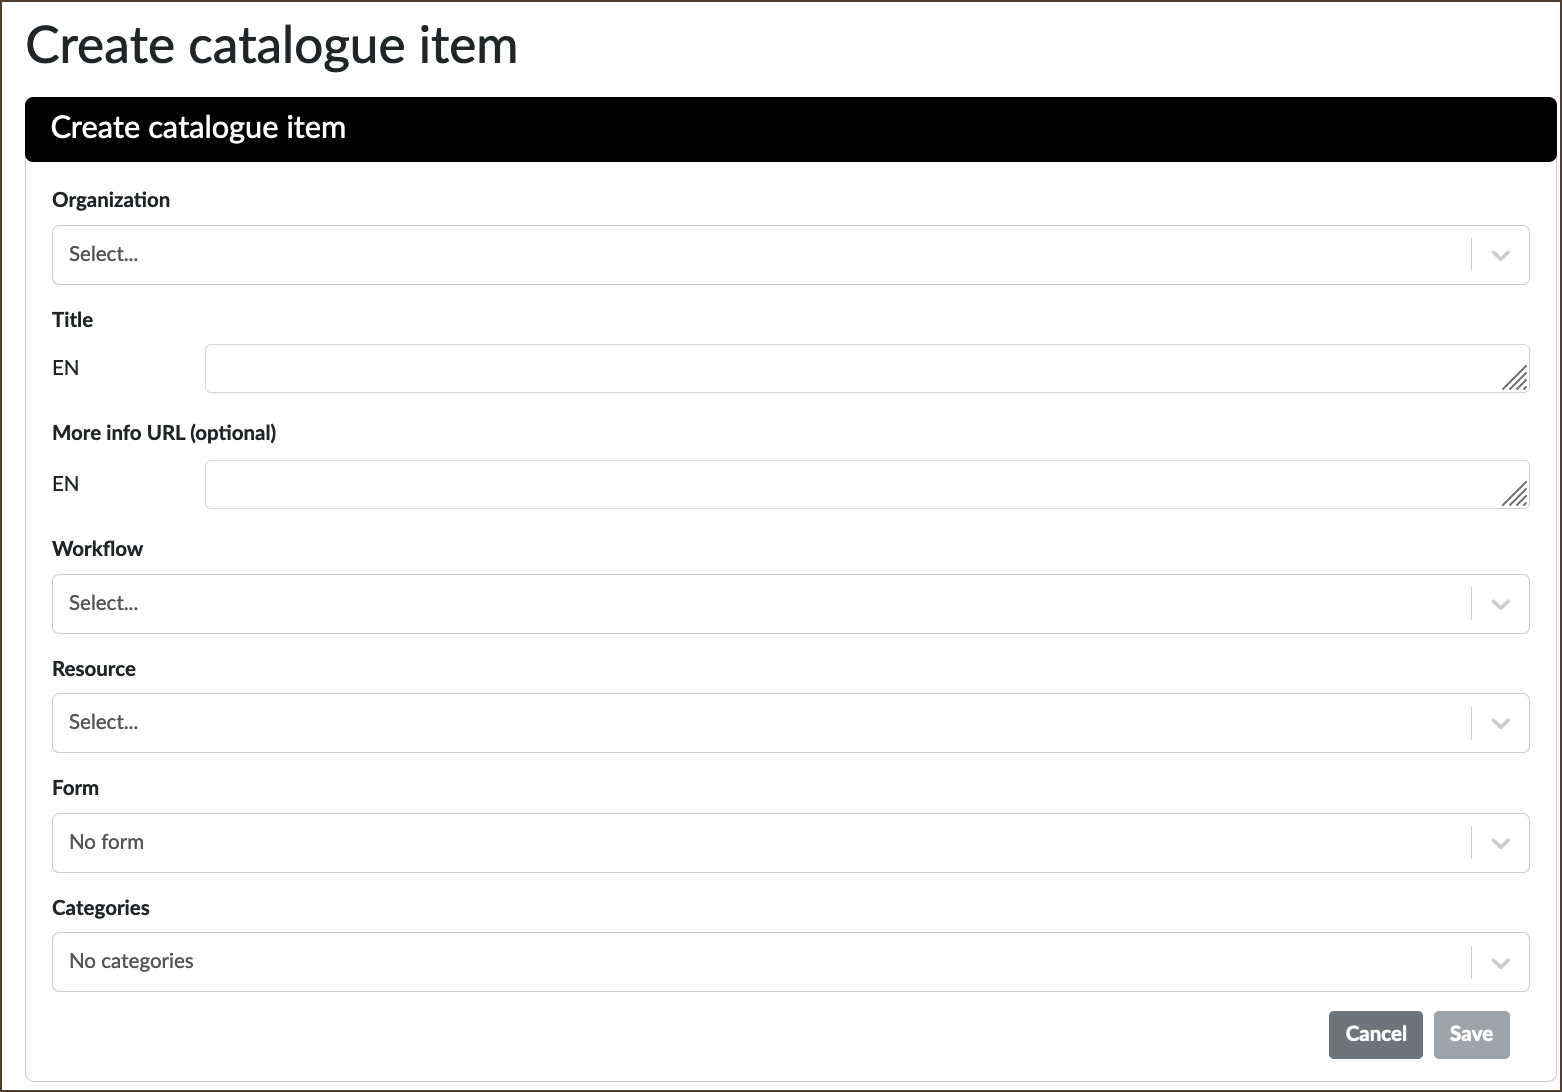 Create catalogue item
Create catalogue item
Organization
Select...
Title
EN
More info URL (optional)
EN
Workflow
Select...
Resource
Select...
Form
No form
Categories
No categories
Cancel Save